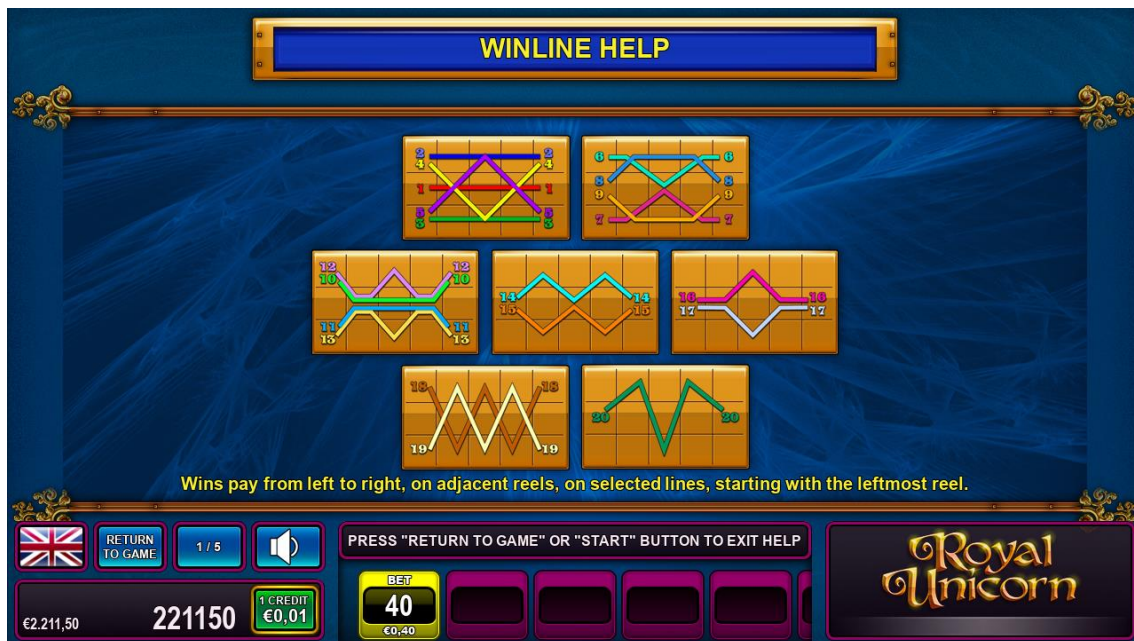 WINLINE HELP
2 2
4 4
1 1
5 5
3 3
6 6
8 8
9 9
7 7
12 12
10 10
11 11
13 13
14 14
15 15
16 16
17 17
18 18
19 19
20 20
Wins pay from left to right, on adjacent reels, on selected lines, starting with the leftmost reel.
RETURN
TO GAME
1 / 5
PRESS "RETURN TO GAME" OR "START" BUTTON TO EXIT HELP
€2.211,50
221150
1 CREDIT
€0,01
BET
40
€0,40
Royal
Unicorn